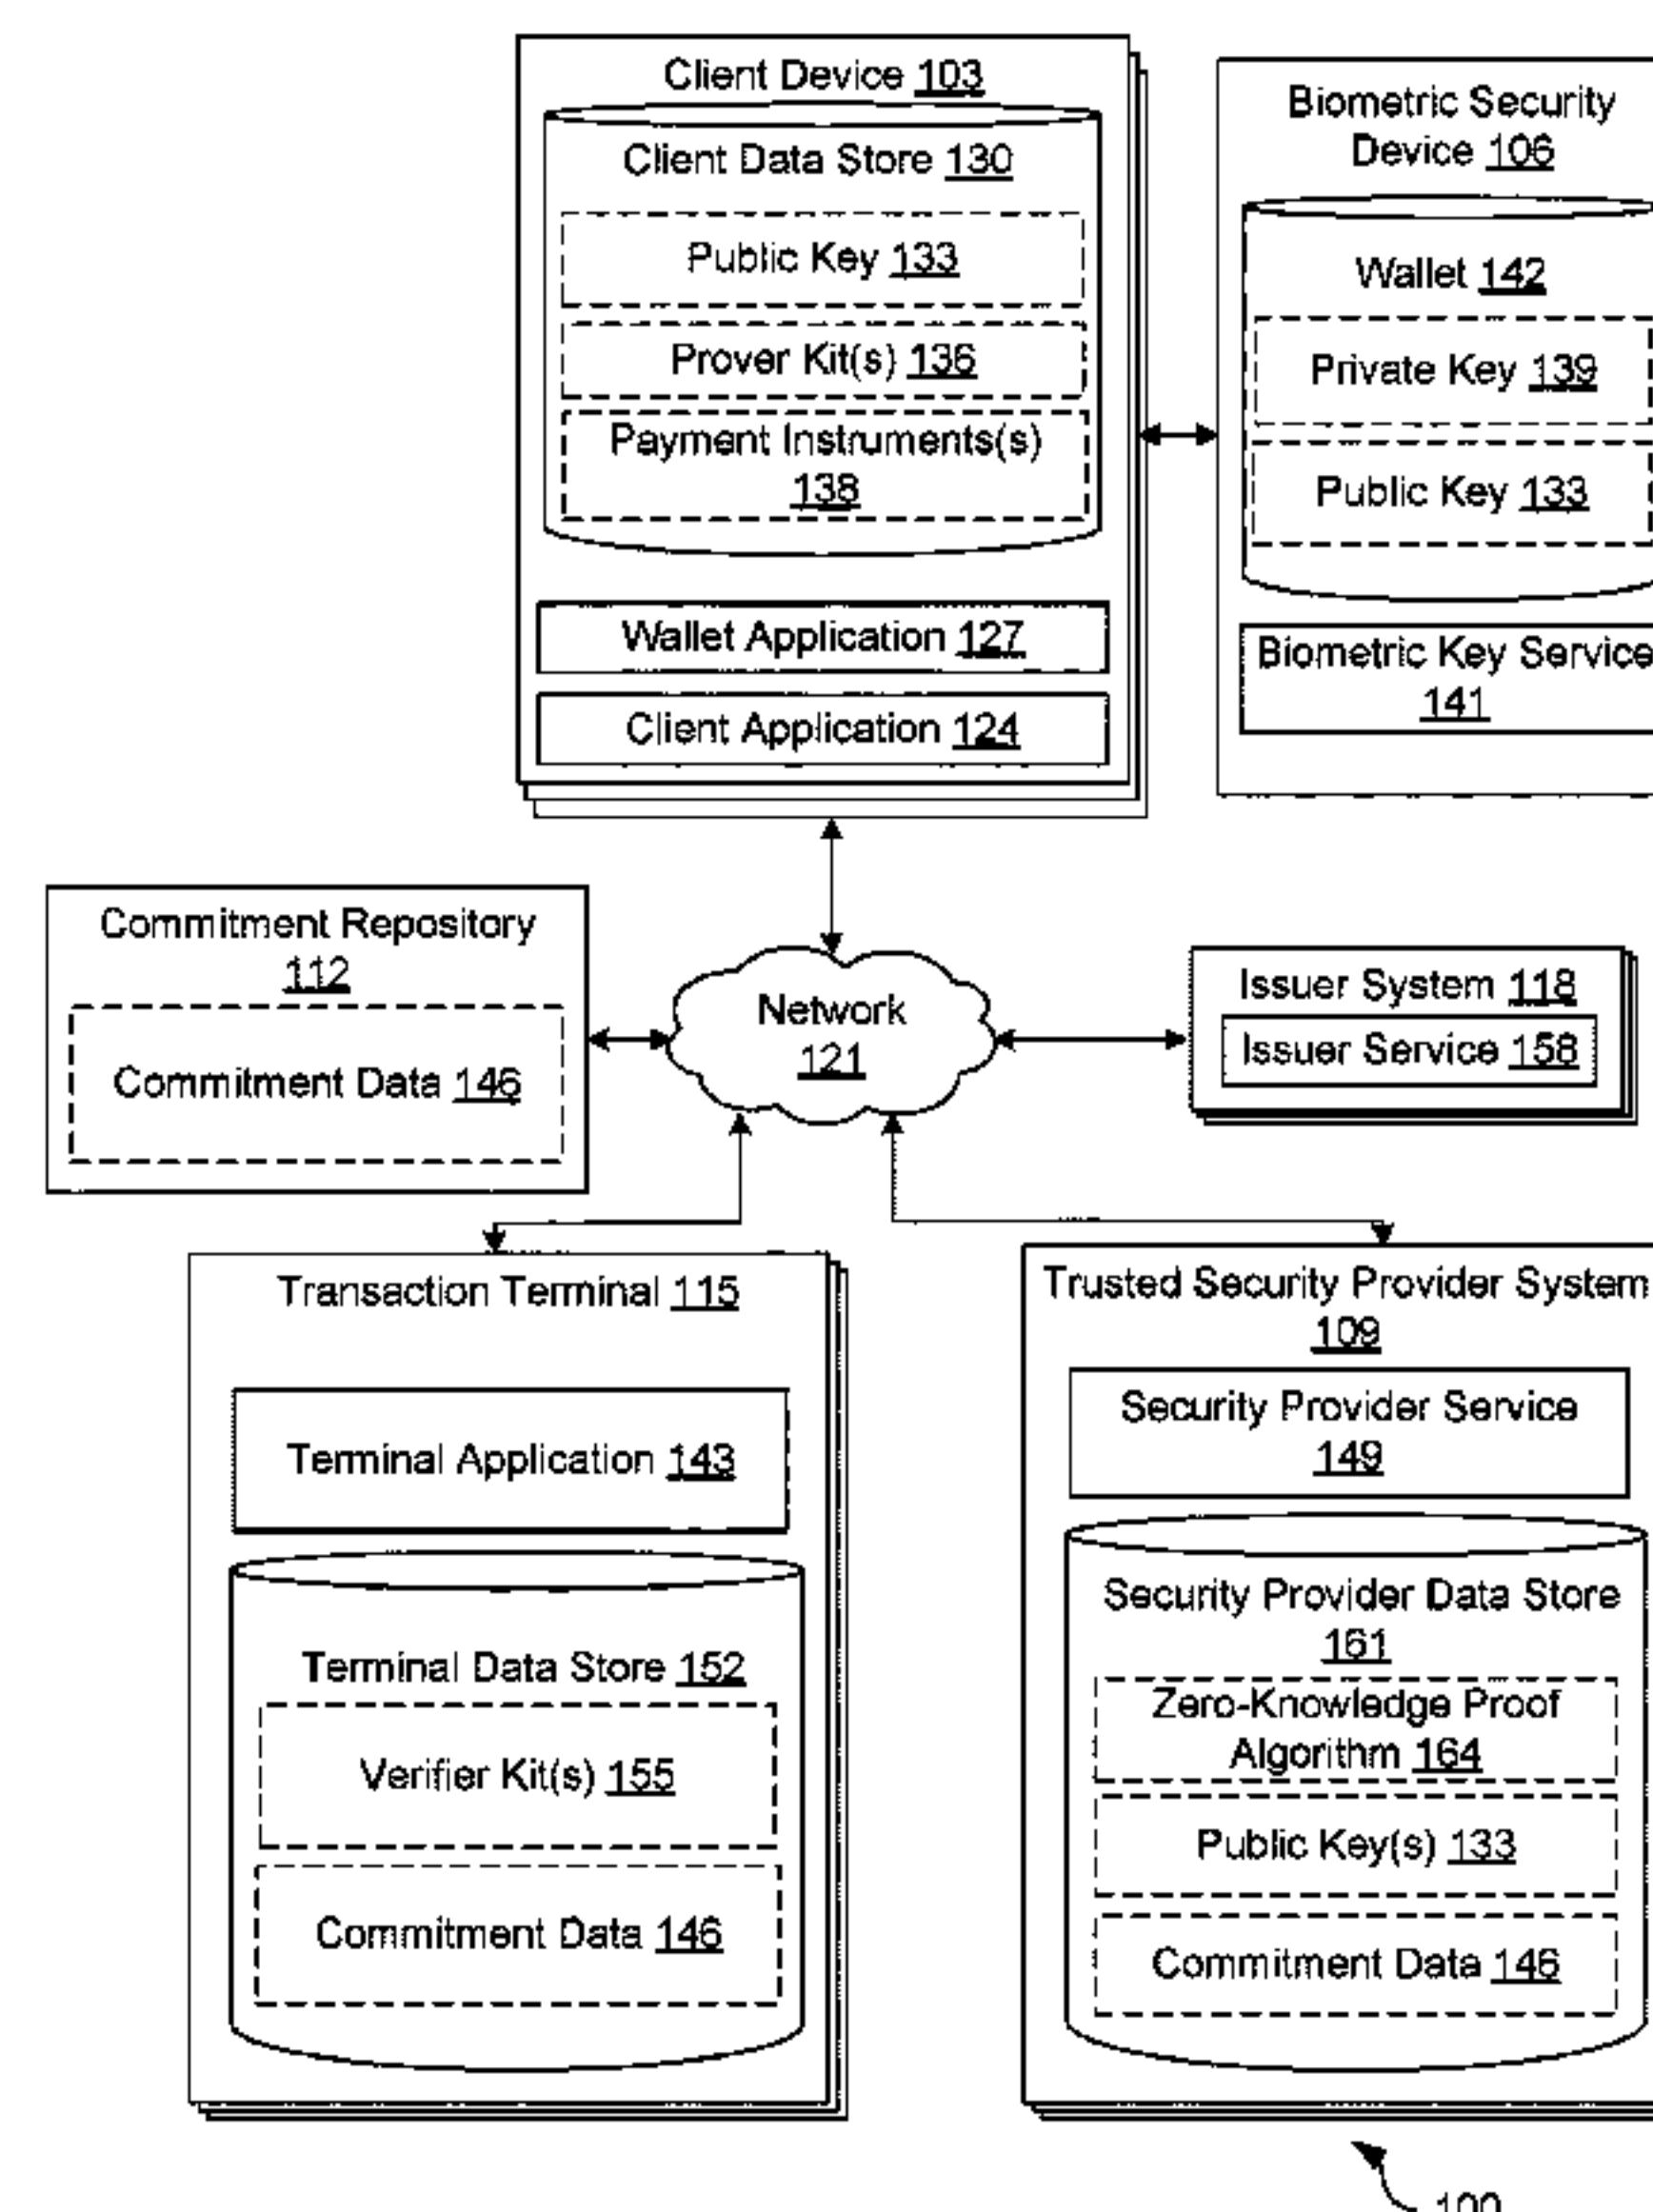 Client Device 103
Client Data Store 130
Public Key 133
Prover Kit(s) 136
Payment Instruments(s)
138
Wallet Application 127
Client Application 124
Biometric Security
Device 106
Wallet 142
Private Key 139
Public Key 133
Biometric Key Service
141
Commitment Repository
112
Commitment Data 146
Network
121
Issuer System 118
Issuer Service 158
Transaction Terminal 115
Terminal Application 143
Terminal Data Store 152
Verifier Kit(s) 155
Commitment Data 146
Trusted Security Provider System
109
Security Provider Service
149
Security Provider Data Store
161
Zero-Knowledge Proof
Algorithm 164
Public Key(s) 133
Commitment Data 146
100